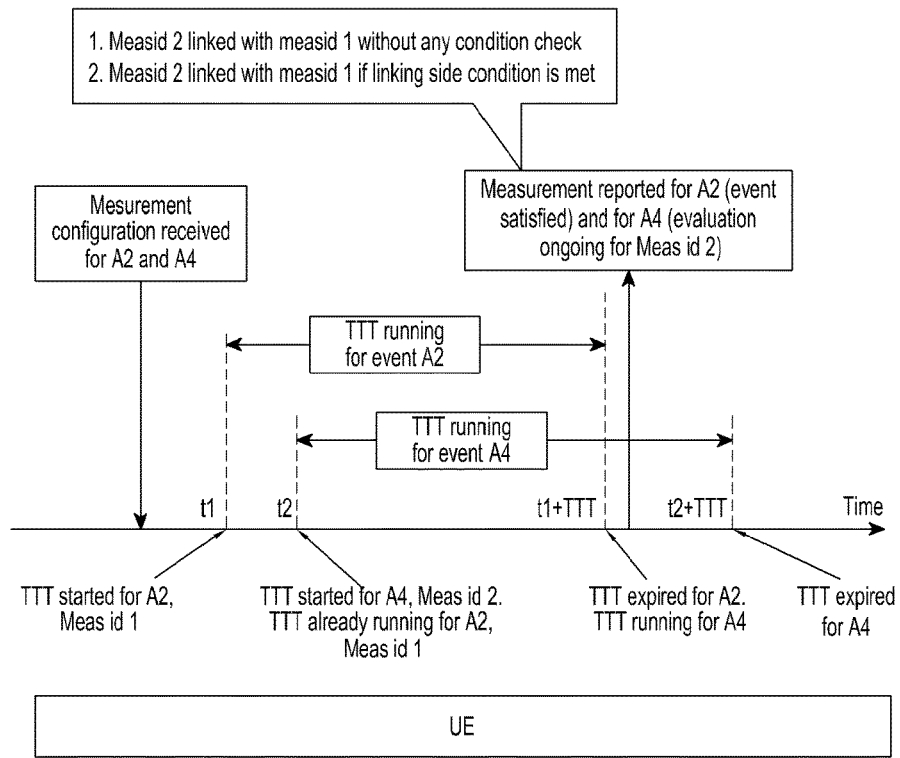 1. Measid 2 linked with measid 1 without any condition check
2. Measid 2 linked with measid 1 if linking side condition is met
Mesurement
configuration received
for A2 and A4
Measurement reported for A2 (event
satisfied) and for A4 (evaluation
ongoing for Meas id 2)
TTT running
for event A2
TTT running
for event A4
t1
t2
t1+TTT
t2+TTT
Time
TTT started for A2,
Meas id 1
TTT started for A4, Meas id 2.
TTT already running for A2,
Meas id 1
TTT expired for A2.
TTT running for A4
TTT expired
for A4
UE